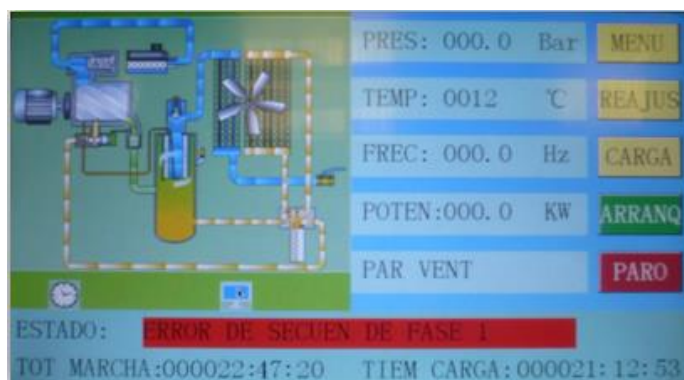 PRES: 000.0 Bar MENU
TEMP: 0012 ℃ REAJUS
FREC: 000.0 Hz CARGA
POTEN:000.0 KW ARRANQ
PAR VENT PARO
ESTADO: ERROR DE SECUEN DE FASE 1
TOT MARCHA:000022:47:20 TIEM CARGA:000021:12:53